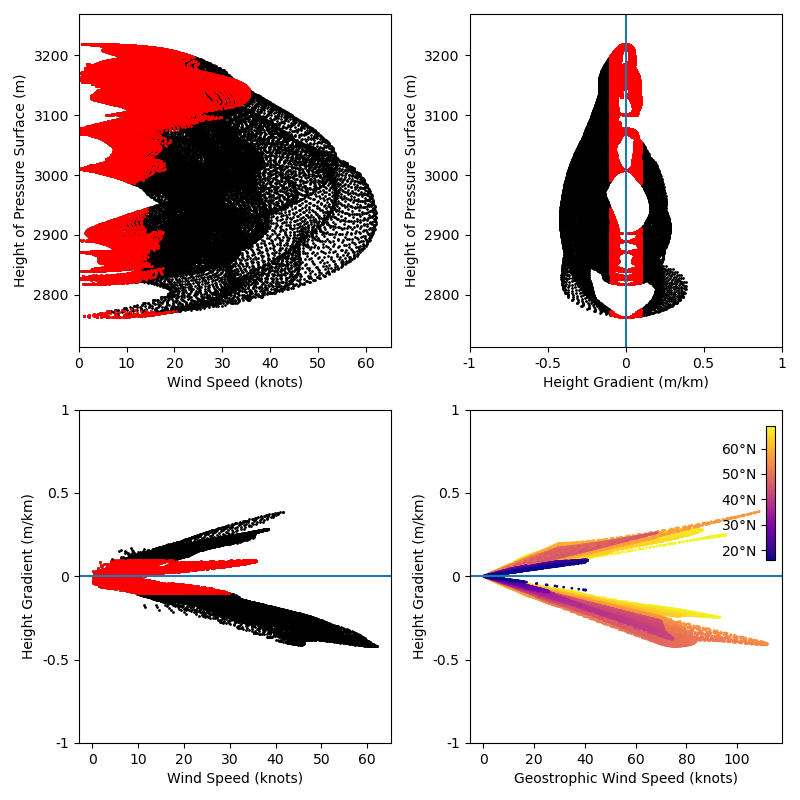 3200
3100
3000
2900
2800
Height of Pressure Surface (m)
0 10 20 30 40 50 60
Wind Speed (knots)
3200
3100
3000
2900
2800
Height of Pressure Surface (m)
-1 -0.5 0 0.5 1
Height Gradient (m/km)
1
0.5
0
-0.5
-1
Height Gradient (m/km)
0 10 20 30 40 50 60
Wind Speed (knots)
1
0.5
0
-0.5
-1
Height Gradient (m/km)
60°N
50°N
40°N
30°N
20°N
0 20 40 60 80 100
Geostrophic Wind Speed (knots)